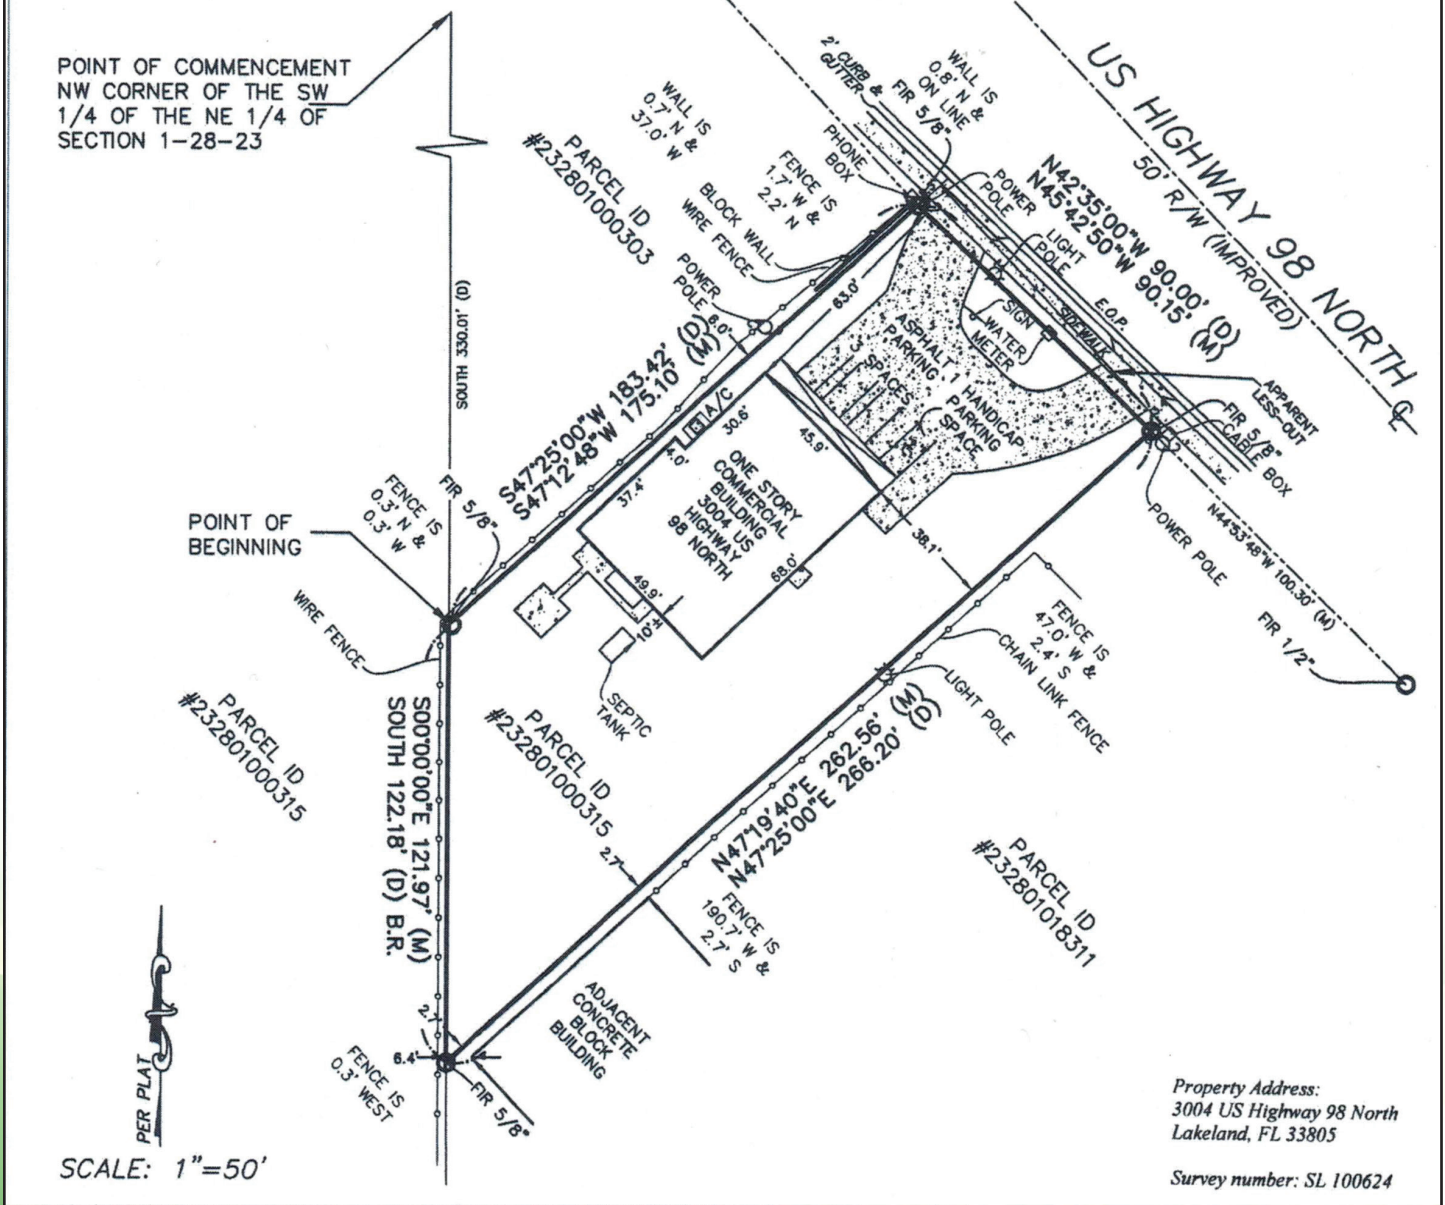 POINT OF COMMENCEMENT
NW CORNER OF THE SW
1/4 OF THE NE 1/4 OF
SECTION 1-28-23
SOUTH 330.01' (D)
PARCEL ID
#232801000303
WALL IS
0.7' N &
37.0' W
FENCE IS
1.7' W &
2.2' N
BLOCK WALL
WIRE FENCE
POWER
POLE
6.0'
PHONE
BOX
2' CURB &
GUTTER
FIR 5/8"
WALL IS
0.8' N &
ON LINE
US HIGHWAY 98 NORTH
50' R/W (IMPROVED)
N42°35'00"W 90.00' (D)
N45°42'50"W 90.15' (M)
POWER
POLE
LIGHT
POLE
E.O.P.
SIDEWALK
SIGN
WATER
METER
APPARENT
LESS-OUT
FIR 5/8"
CABLE BOX
POWER POLE
N44°53'48"W 100.30' (M)
FIR 1/2"
63.0'
ASPHALT
PARKING
3
SPACES
1 HANDICAP
PARKING
SPACE
S47°25'00"W 183.42' (D)
S47°12'48"W 175.10' (M)
A/C
30.6'
4.0'
37.4'
45.9'
ONE STORY
COMMERCIAL
BUILDING
3004 US
HIGHWAY
98 NORTH
68.0'
49.9'
10'
38.1'
SEPTIC
TANK
POINT OF
BEGINNING
FENCE IS
0.3' N &
0.3' W
FIR 5/8"
WIRE FENCE
PARCEL ID
#232801000315
S00°00'00"E 121.97' (M)
SOUTH 122.18' (D) B.R.
PARCEL ID
#232801000315
FENCE IS
47.0' W &
2.4' S
CHAIN LINK FENCE
LIGHT POLE
N47°19'40"E 262.56' (M)
N47°25'00"E 266.20' (D)
2.7'
FENCE IS
190.7' W &
2.7' S
PARCEL ID
#232801018311
ADJACENT
CONCRETE
BLOCK
BUILDING
2.7'
6.4'
FIR 5/8"
FENCE IS
0.3' WEST
PER PLAT
SCALE: 1"=50'
Property Address:
3004 US Highway 98 North
Lakeland, FL 33805
Survey number: SL 100624